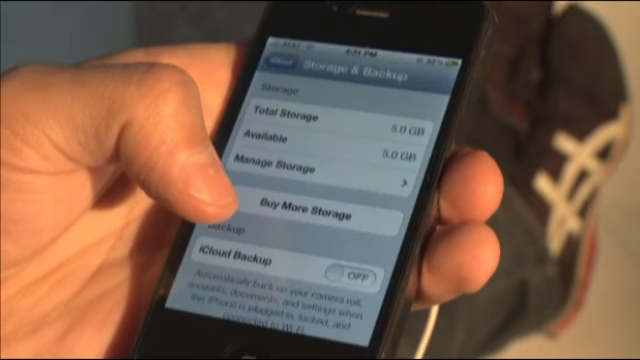 AT&T 4:31 PM 82%
iCloud Storage & Backup
Storage
Total Storage 5.0 GB
Available 5.0 GB
Manage Storage >
Buy More Storage
Backup
iCloud Backup OFF
Automatically back up your camera roll,
accounts, documents, and settings when
this iPhone is plugged in, locked, and
connected to Wi-Fi.